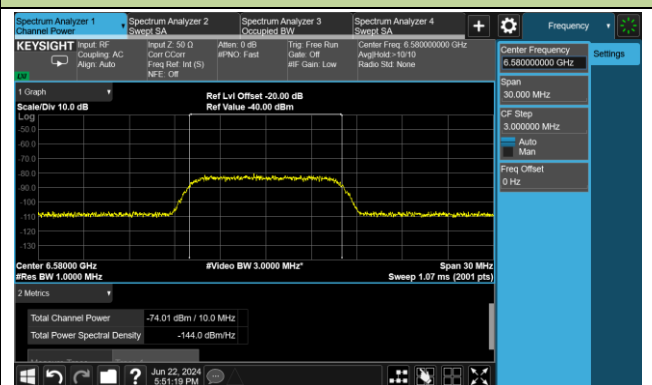 Spectrum Analyzer 1
Channel Power
Spectrum Analyzer 2
Swept SA
Spectrum Analyzer 3
Occupied BW
Spectrum Analyzer 4
Swept SA
+
Frequency
KEYSIGHT
Input: RF
Coupling: AC
Align: Auto
Input Z: 50 Ω
Corr CCorr
Freq Ref: Int (S)
NFE: Off
Atten: 0 dB
#PNO: Fast
Trig: Free Run
Gate: Off
#IF Gain: Low
Center Freq: 6.580000000 GHz
Avg|Hold:>10/10
Radio Std: None
Center Frequency
6.580000000 GHz
Settings
Span
30.000 MHz
CF Step
3.000000 MHz
Auto
Man
Freq Offset
0 Hz
1 Graph
Scale/Div 10.0 dB
Ref Lvl Offset -20.00 dB
Ref Value -40.00 dBm
Log
-50.0
-60.0
-70.0
-80.0
-90.0
-100
-110
-120
-130
Center 6.58000 GHz
#Res BW 1.0000 MHz
#Video BW 3.0000 MHz*
Span 30 MHz
Sweep 1.07 ms (2001 pts)
2 Metrics
Total Channel Power
-74.01 dBm / 10.0 MHz
Total Power Spectral Density
-144.0 dBm/Hz
?
Jun 22, 2024
5:51:19 PM